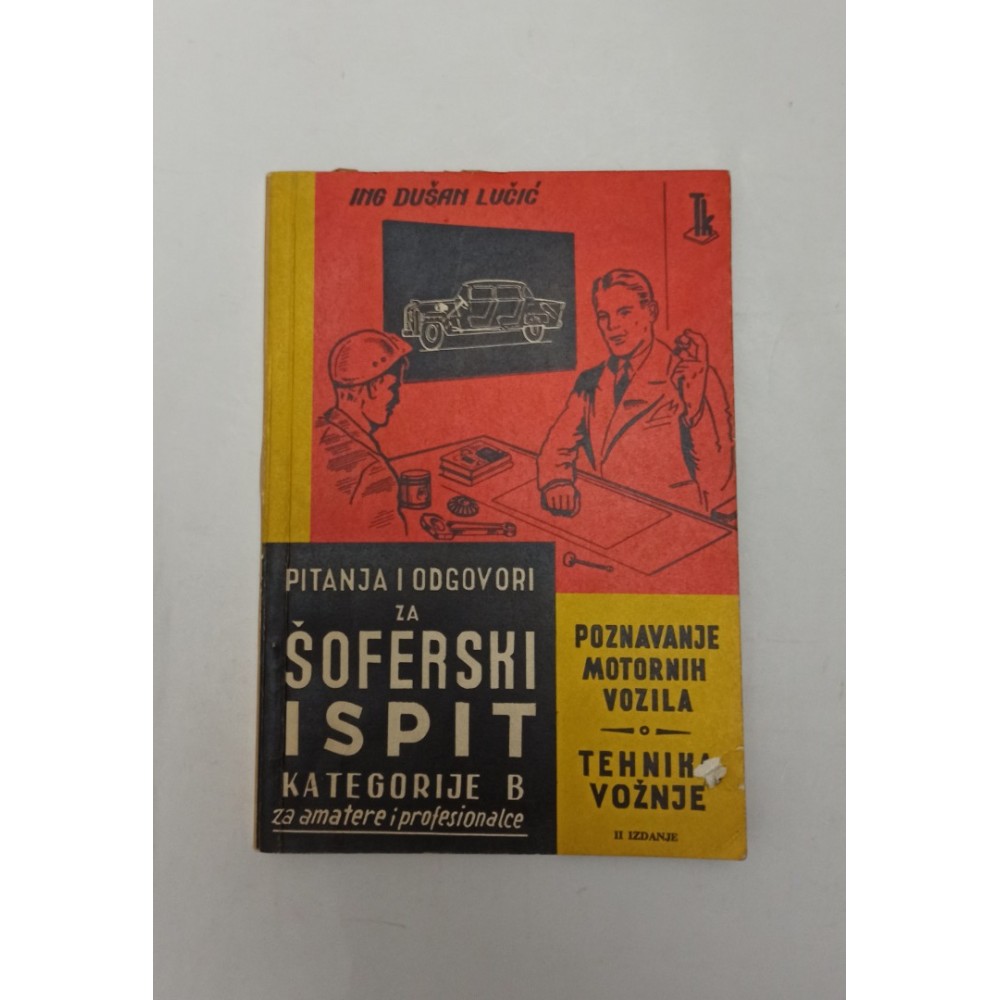 ING DUŠAN LUČIĆ
Tk
PITANJA I ODGOVORI
ZA
ŠOFERSKI
ISPIT
KATEGORIJE B
za amatere i profesionalce
POZNAVANJE
MOTORNIH
VOZILA
TEHNIKA
VOŽNJE
II IZDANJE